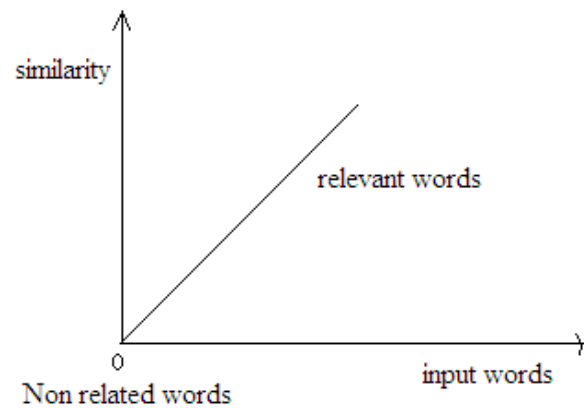 similarity
relevant words
0
input words
Non related words